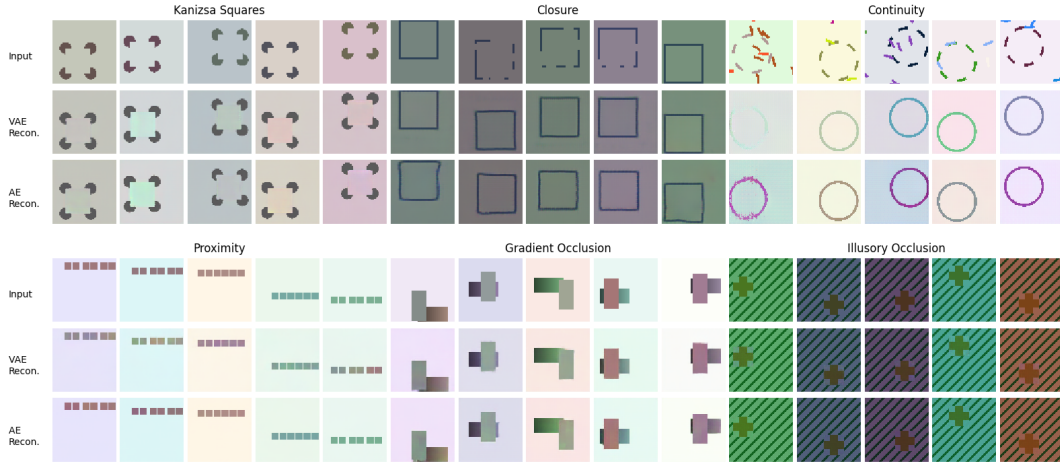 Kanizsa Squares
Closure
Continuity
Input
VAE
Recon.
AE
Recon.
Proximity
Gradient Occlusion
Illusory Occlusion
Input
VAE
Recon.
AE
Recon.